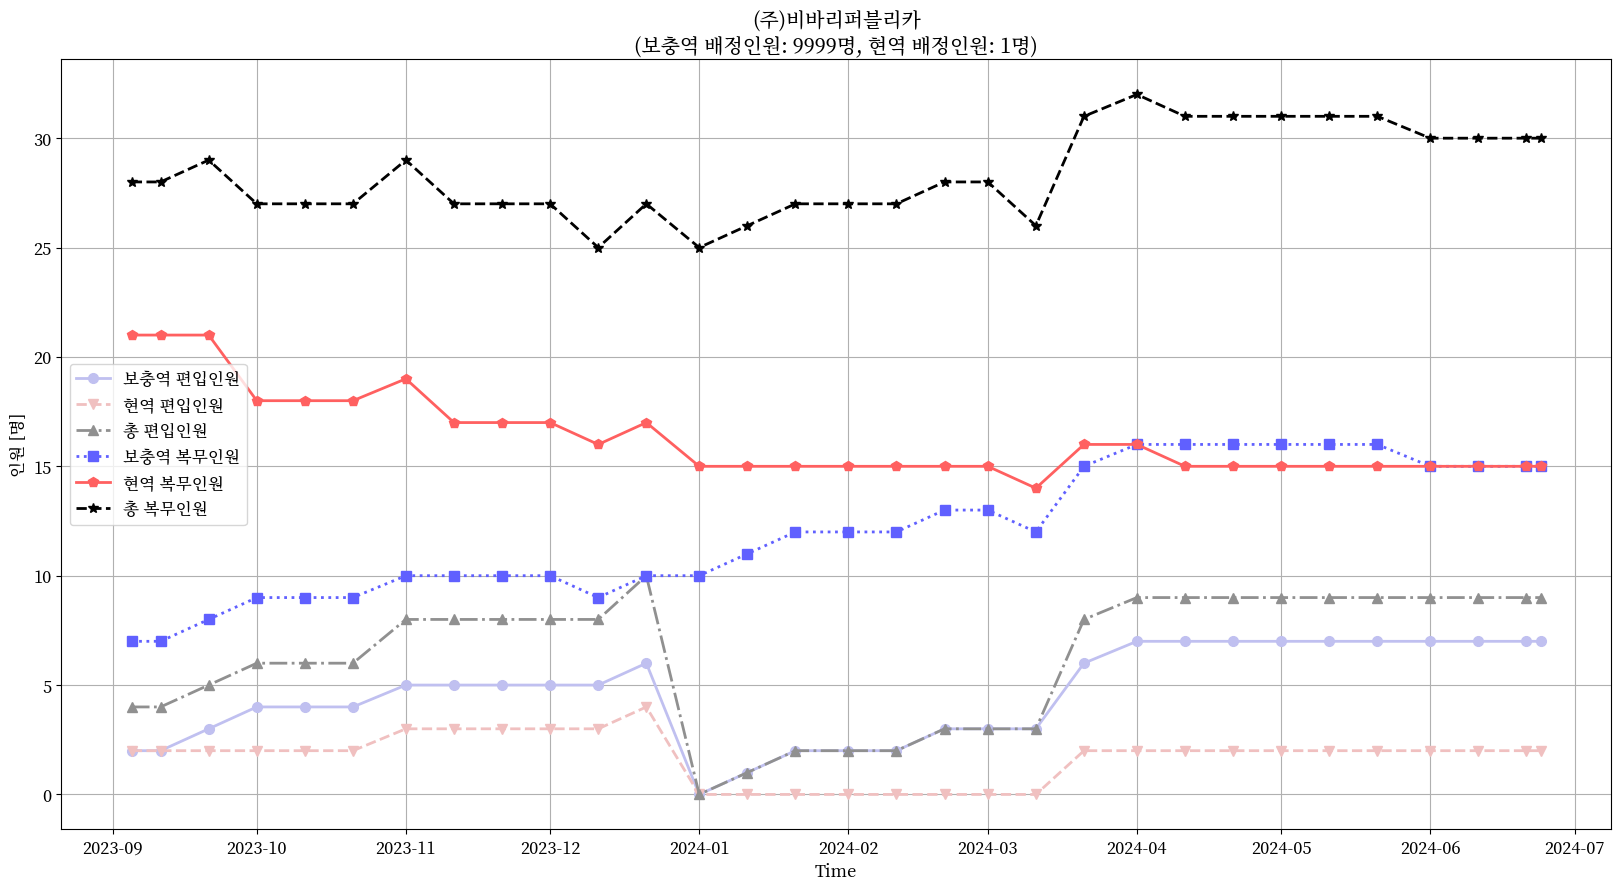 (주)비바리퍼블리카
(보충역 배정인원: 9999명, 현역 배정인원: 1명)
인원 [명]
30
25
20
15
10
5
0
보충역 편입인원
현역 편입인원
총 편입인원
보충역 복무인원
현역 복무인원
총 복무인원
2023-09 2023-10 2023-11 2023-12 2024-01 2024-02 2024-03 2024-04 2024-05 2024-06 2024-07
Time